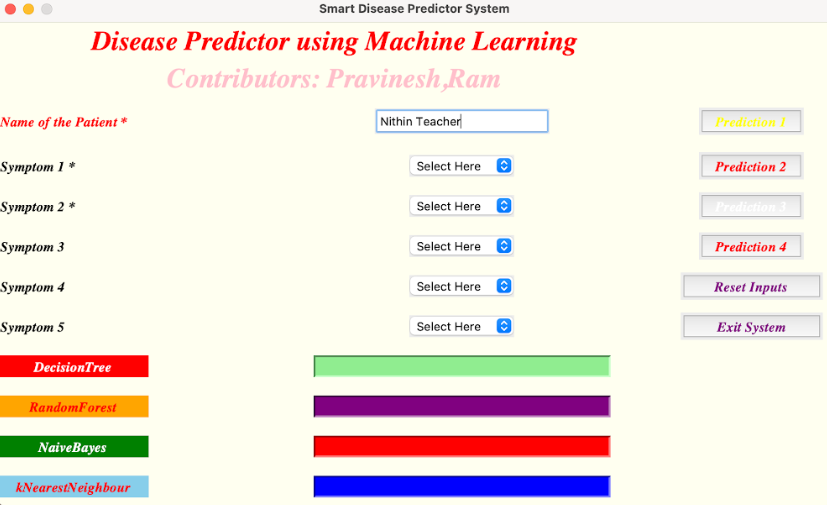 Smart Disease Predictor System
Disease Predictor using Machine Learning
Contributors: Pravinesh,Ram
Name of the Patient * Nithin Teacher Prediction 1
Symptom 1 * Select Here Prediction 2
Symptom 2 * Select Here Prediction 3
Symptom 3 Select Here Prediction 4
Symptom 4 Select Here Reset Inputs
Symptom 5 Select Here Exit System
DecisionTree
RandomForest
NaiveBayes
kNearestNeighbour